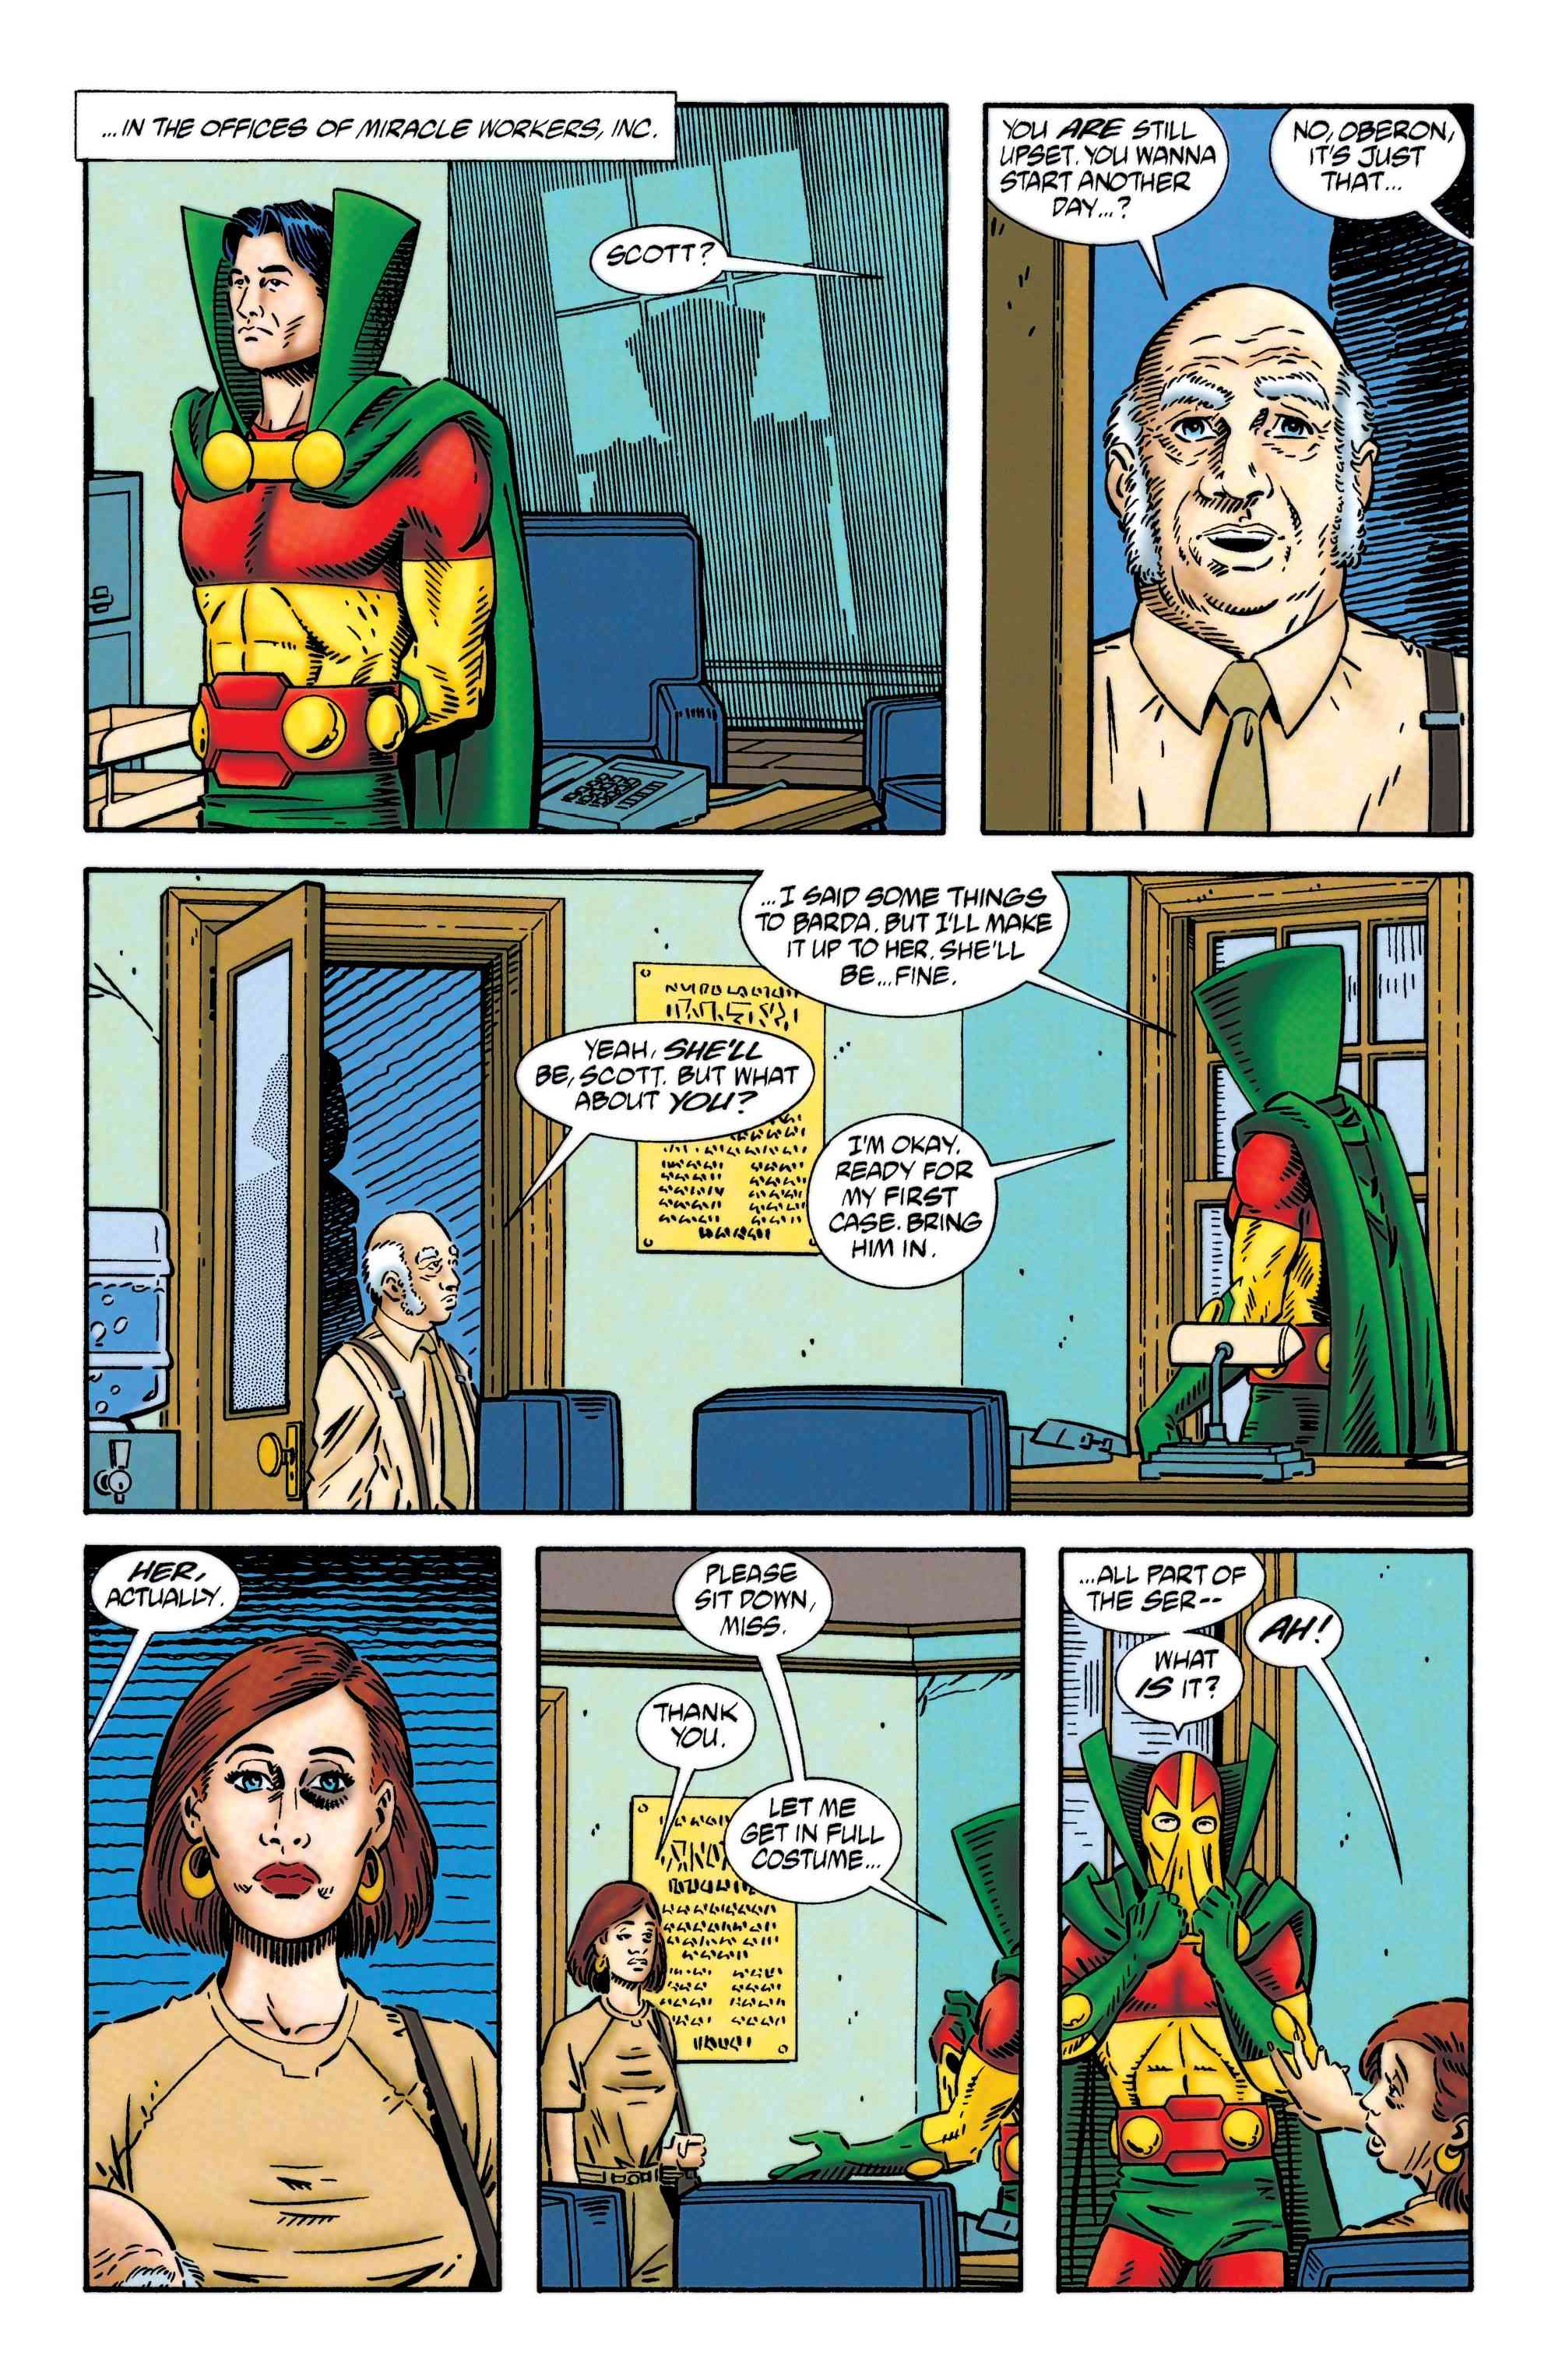 ...IN THE OFFICES OF MIRACLE WORKERS, INC.
SCOTT?
YOU ARE STILL
UPSET. YOU WANNA
START ANOTHER
DAY...?
NO, OBERON,
IT'S JUST
THAT...
...I SAID SOME THINGS
TO BARDA. BUT I'LL MAKE
IT UP TO HER. SHE'LL
BE...FINE.
YEAH, SHE'LL
BE, SCOTT. BUT WHAT
ABOUT YOU?
I'M OKAY.
READY FOR
MY FIRST
CASE. BRING
HIM IN.
HER,
ACTUALLY.
PLEASE
SIT DOWN,
MISS.
THANK
YOU.
LET ME
GET IN FULL
COSTUME...
...ALL PART OF
THE SER--
AH!
WHAT
IS IT?